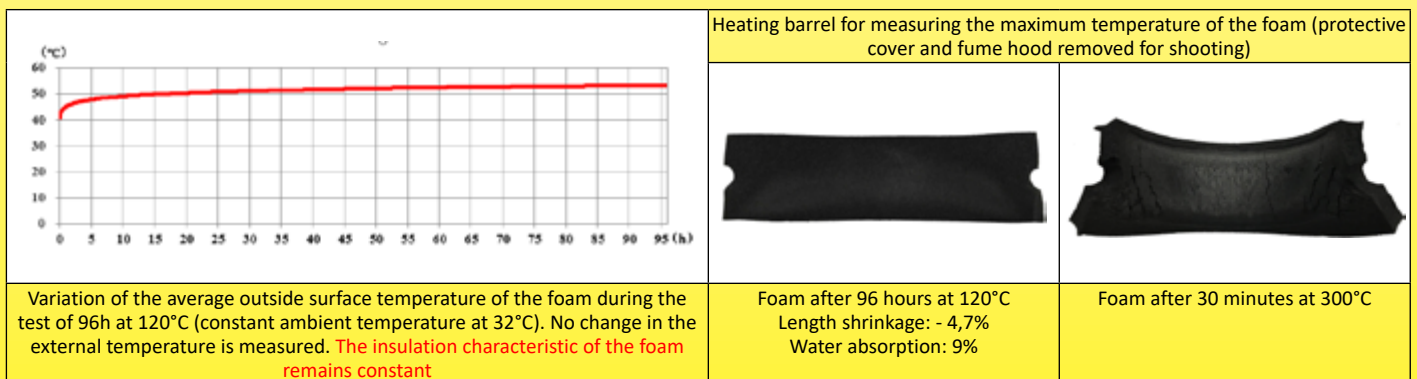 Heating barrel for measuring the maximum temperature of the foam (protective
cover and fume hood removed for shooting)
(°C)
60
50
40
30
20
10
0
0 5 10 15 20 25 30 35 40 45 50 55 60 65 70 75 80 85 90 95 (h)
Variation of the average outside surface temperature of the foam during the
test of 96h at 120°C (constant ambient temperature at 32°C). No change in the
external temperature is measured. The insulation characteristic of the foam
remains constant
Foam after 96 hours at 120°C
Length shrinkage: - 4,7%
Water absorption: 9%
Foam after 30 minutes at 300°C